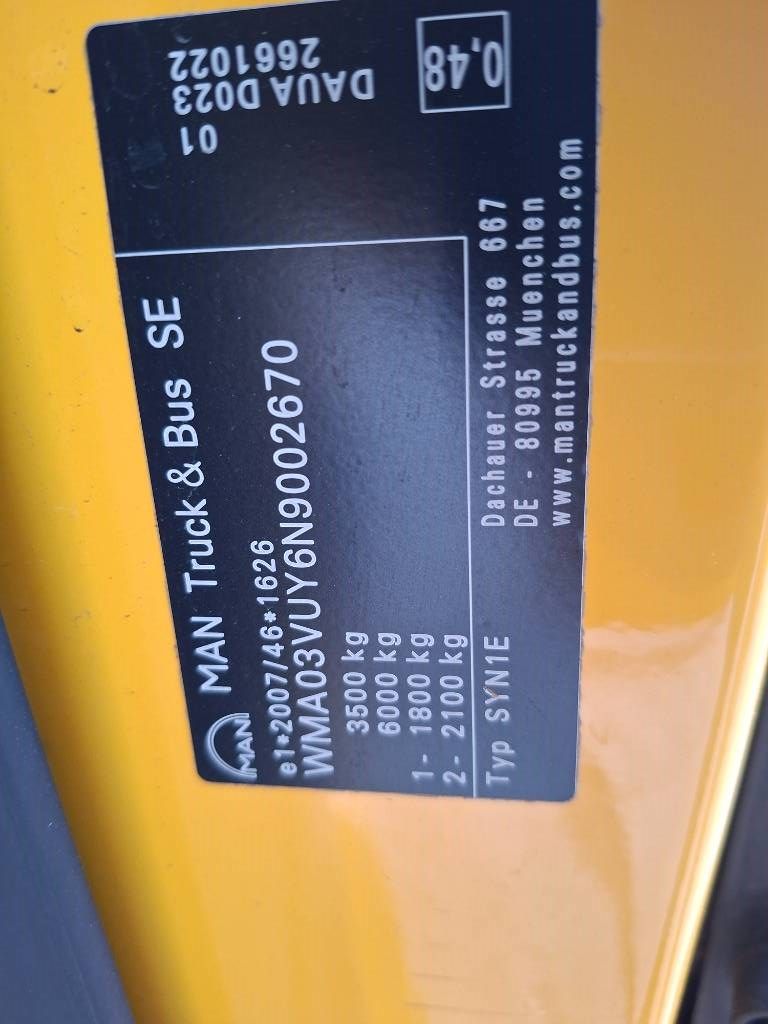 MAN
MAN Truck & Bus SE
e1*2007/46*1626
WMA03VUY6N9002670
3500 kg
6000 kg
1- 1800 kg
2- 2100 kg
Typ SYN1E
Dachauer Strasse 667
DE - 80995 Muenchen
www.mantruckandbus.com
0,48
DAUA D023
2661022
01